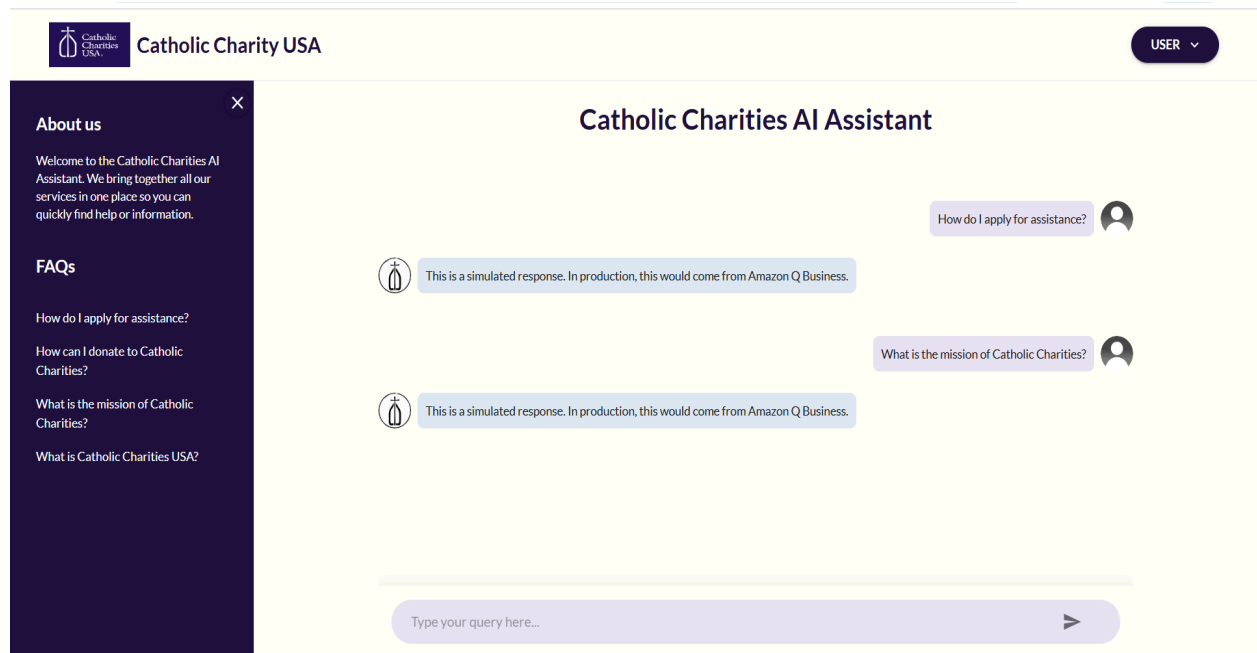 Catholic
Charities
USA.
Catholic Charity USA
USER
About us
Welcome to the Catholic Charities AI
Assistant. We bring together all our
services in one place so you can
quickly find help or information.
FAQs
How do I apply for assistance?
How can I donate to Catholic
Charities?
What is the mission of Catholic
Charities?
What is Catholic Charities USA?
Catholic Charities AI Assistant
How do I apply for assistance?
This is a simulated response. In production, this would come from Amazon Q Business.
What is the mission of Catholic Charities?
This is a simulated response. In production, this would come from Amazon Q Business.
Type your query here...